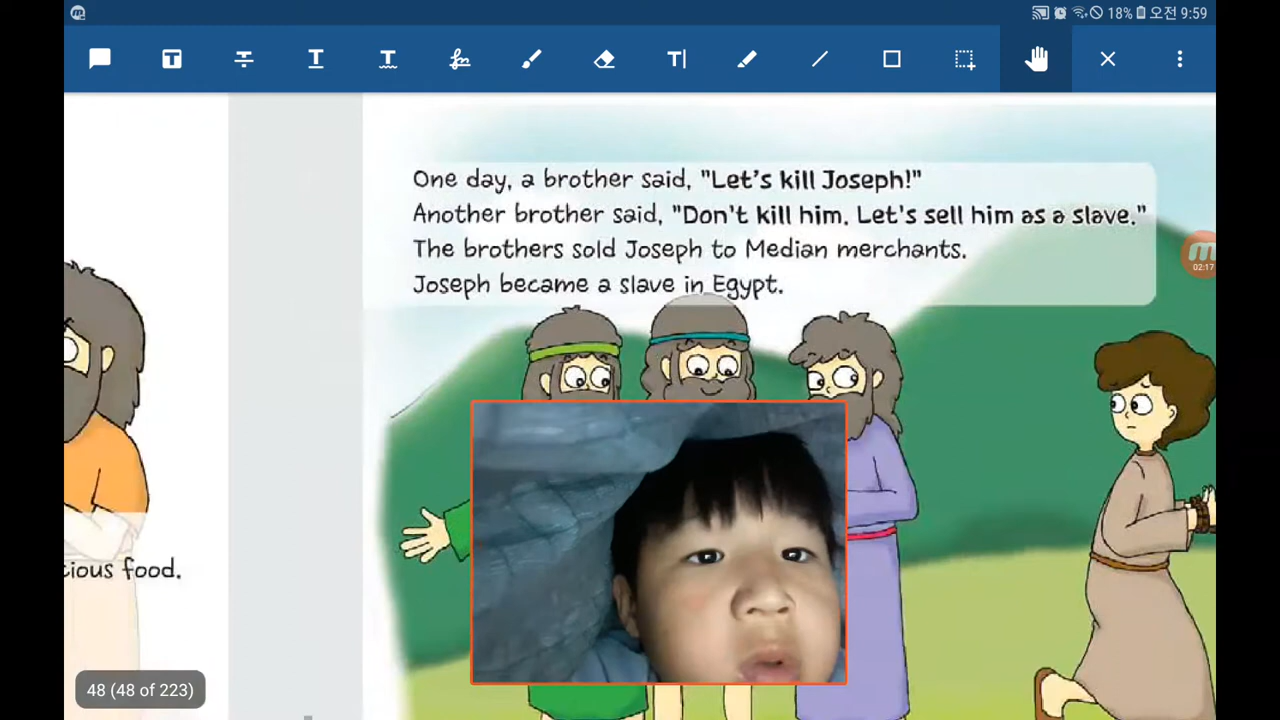 18% 오전 9:59
One day, a brother said, "Let's kill Joseph!"
Another brother said, "Don't kill him. Let's sell him as a slave."
The brothers sold Joseph to Median merchants.
Joseph became a slave in Egypt.
02:17
cious food.
48 (48 of 223)